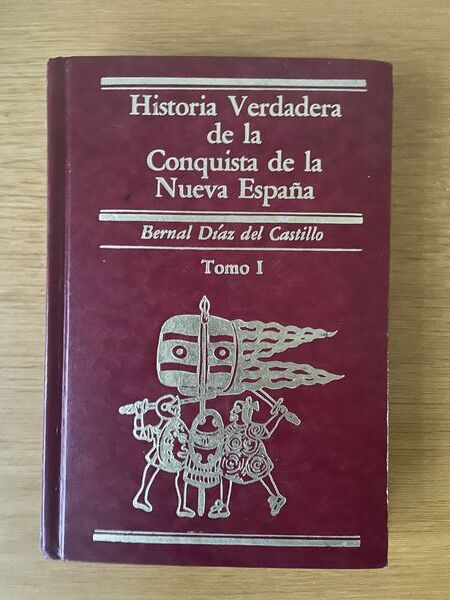 Historia Verdadera
de la
Conquista de la
Nueva España
Bernal Díaz del Castillo
Tomo I